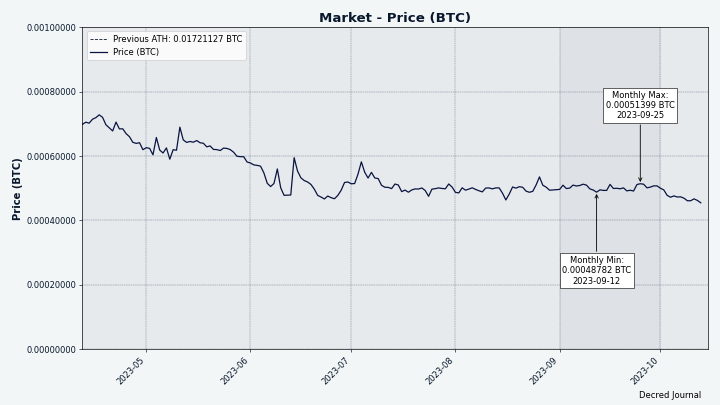 Market - Price (BTC)
Previous ATH: 0.01721127 BTC
Price (BTC)
Price (BTC)
0.00100000
0.00080000
0.00060000
0.00040000
0.00020000
0.00000000
Monthly Max:
0.00051399 BTC
2023-09-25
Monthly Min:
0.00048782 BTC
2023-09-12
2023-05
2023-06
2023-07
2023-08
2023-09
2023-10
Decred Journal